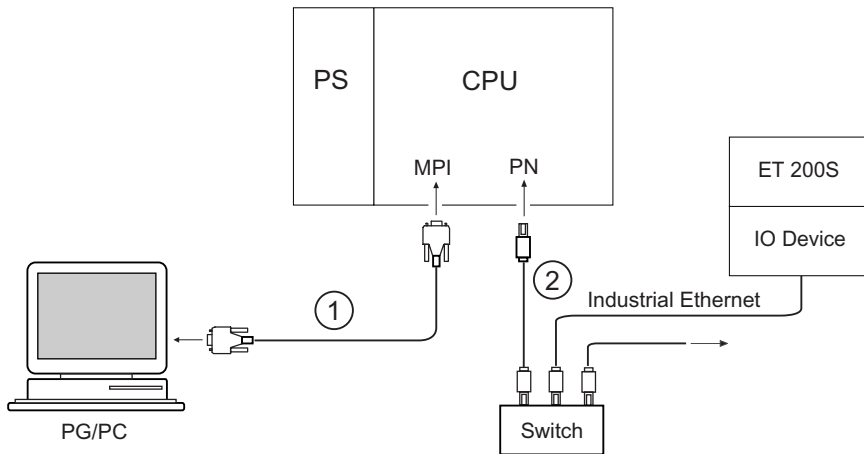 PS
CPU
MPI
PN
ET 200S
IO Device
1
2
Industrial Ethernet
PG/PC
Switch